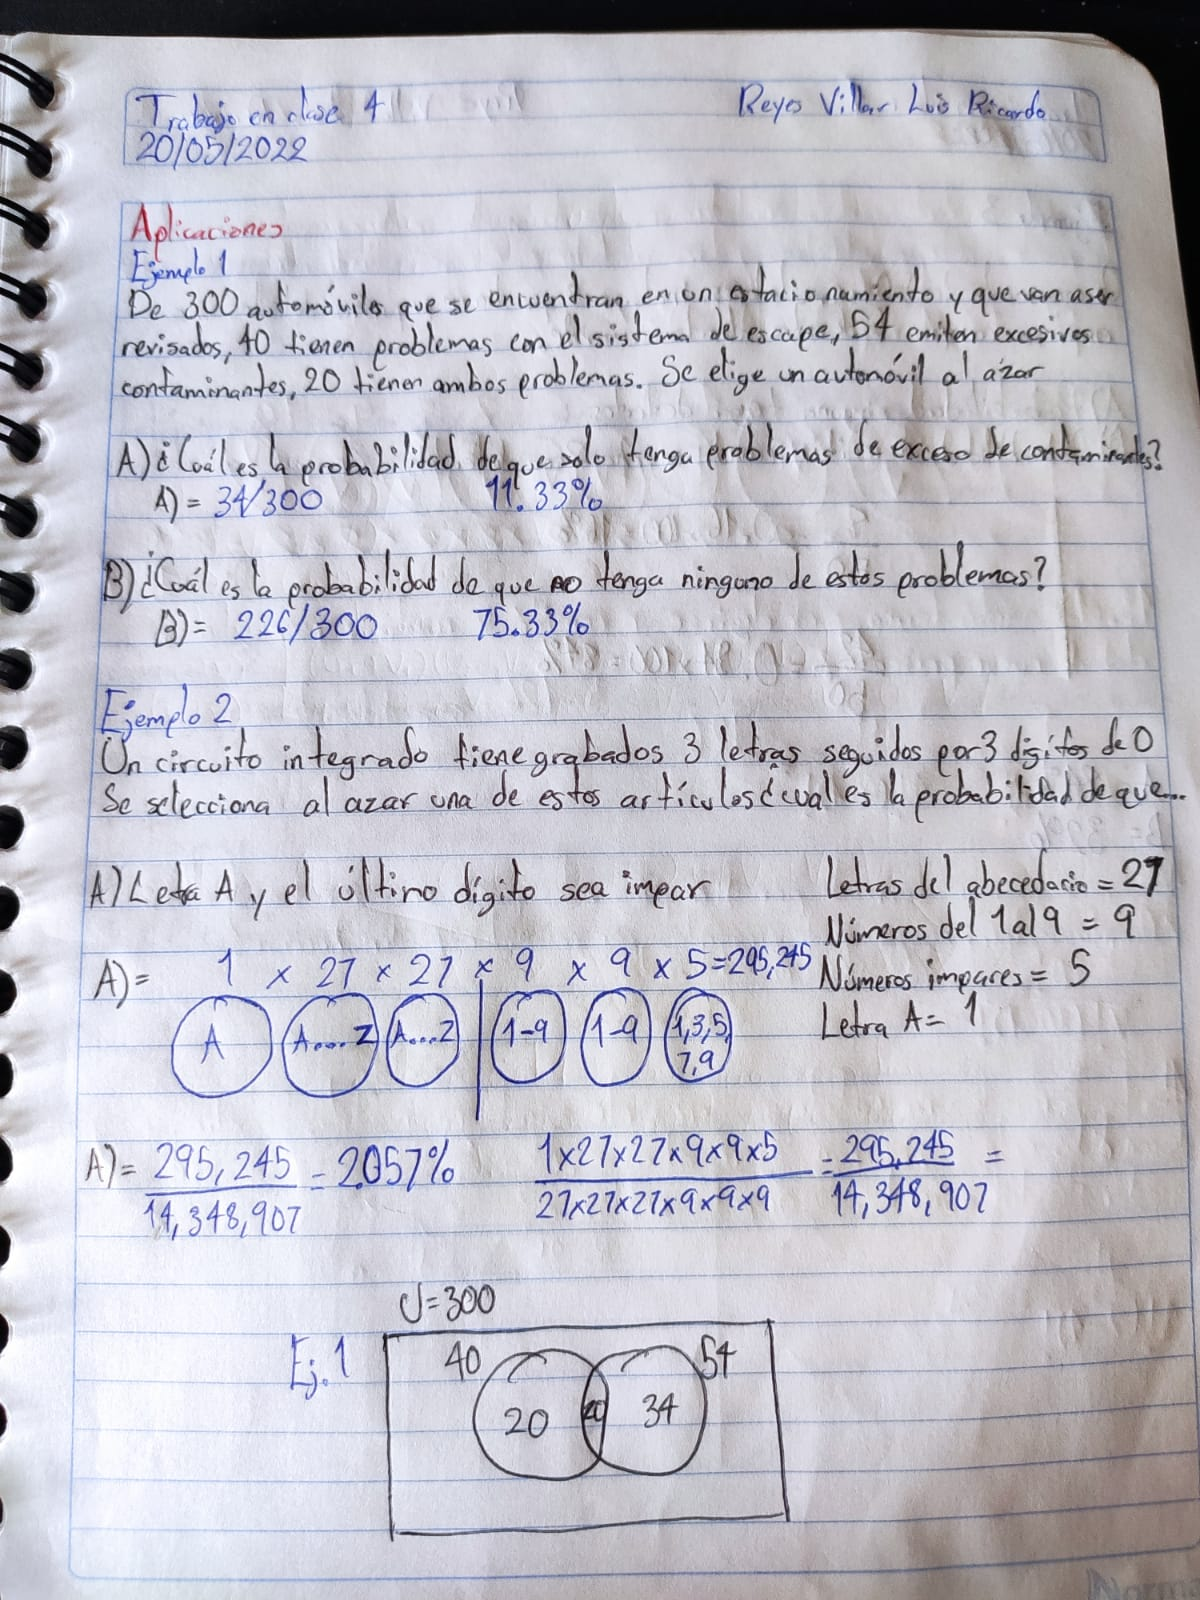 Trabajo en clase 4
Reyes Villar Luis Ricardo
20/05/2022
Aplicaciones
Ejemplo 1
De 300 automóviles que se encuentran en un estacionamiento y que van aser
revisados, 40 tienen problemas con el sistema de escape, 54 emiten excesivos
contaminantes, 20 tienen ambos problemas. Se elige un automóvil al ázar
A) ¿Cuál es la probabilidad de que solo tenga problemas de exceso de contaminantes?
A) = 34/300 11.33%
B) ¿Cuál es la probabilidad de que no tenga ninguno de estos problemas?
B) = 226/300 75.33%
Ejemplo 2
Un circuito integrado tiene grabados 3 letras seguidos por 3 dígitos de 0
Se selecciona al azar una de estos artículos ¿cual es la probabilidad de que...
A) Letra A y el último dígito sea impar
Letras del abecedario = 27
Números del 1 al 9 = 9
Números impares = 5
Letra A = 1
A) = 1 x 27 x 27 x 9 x 9 x 5 = 295,245
A A....Z A....Z 1-9 1-9 1,3,5,
7,9
A) = 295,245 = 2.057% 1x27x27x9x9x5 = 295,245 =
14,348,907 27x27x27x9x9x9 14,348,907
U=300
Ej.1 40 54
20 20 34
Norma